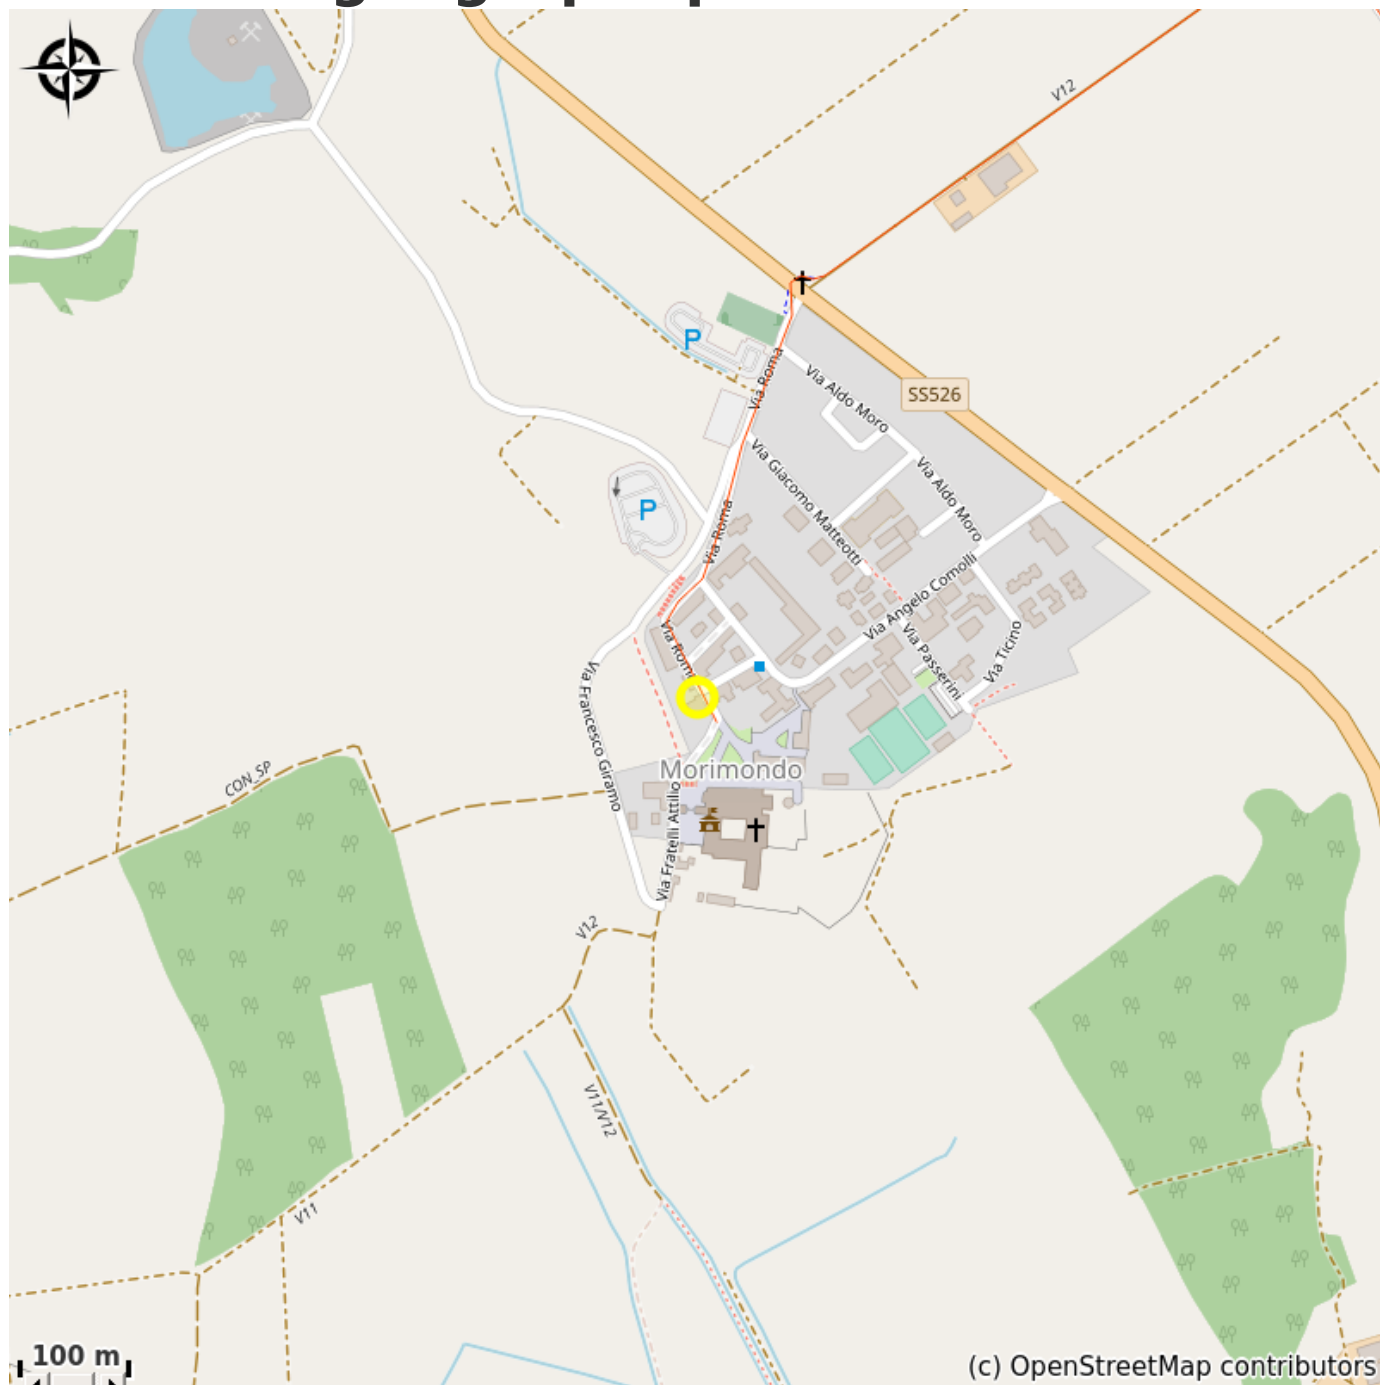 V12
P
Via Roma
Via Aldo Moro
SS526
Via Giacomo Matteotti
Via Aldo Moro
P
Via Roma
Via Angelo Comolli
Via Roma
Via Passerini
Via Ticino
Via Francesco Giramo
Morimondo
CON_SP
Via Fratelli Attilio
V12
V11/V12
V11
100 m
(c) OpenStreetMap contributors